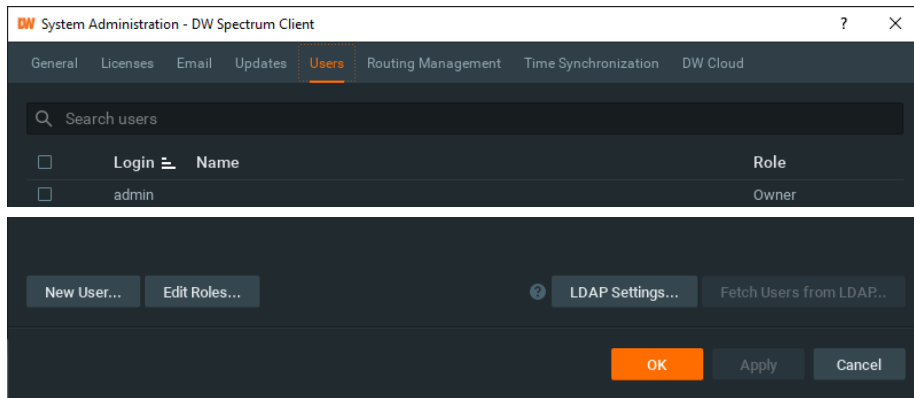 DW System Administration - DW Spectrum Client ?
General Licenses Email Updates Users Routing Management Time Synchronization DW Cloud
Search users
Login Name Role
admin Owner
New User... Edit Roles... ? LDAP Settings... Fetch Users from LDAP...
OK Apply Cancel